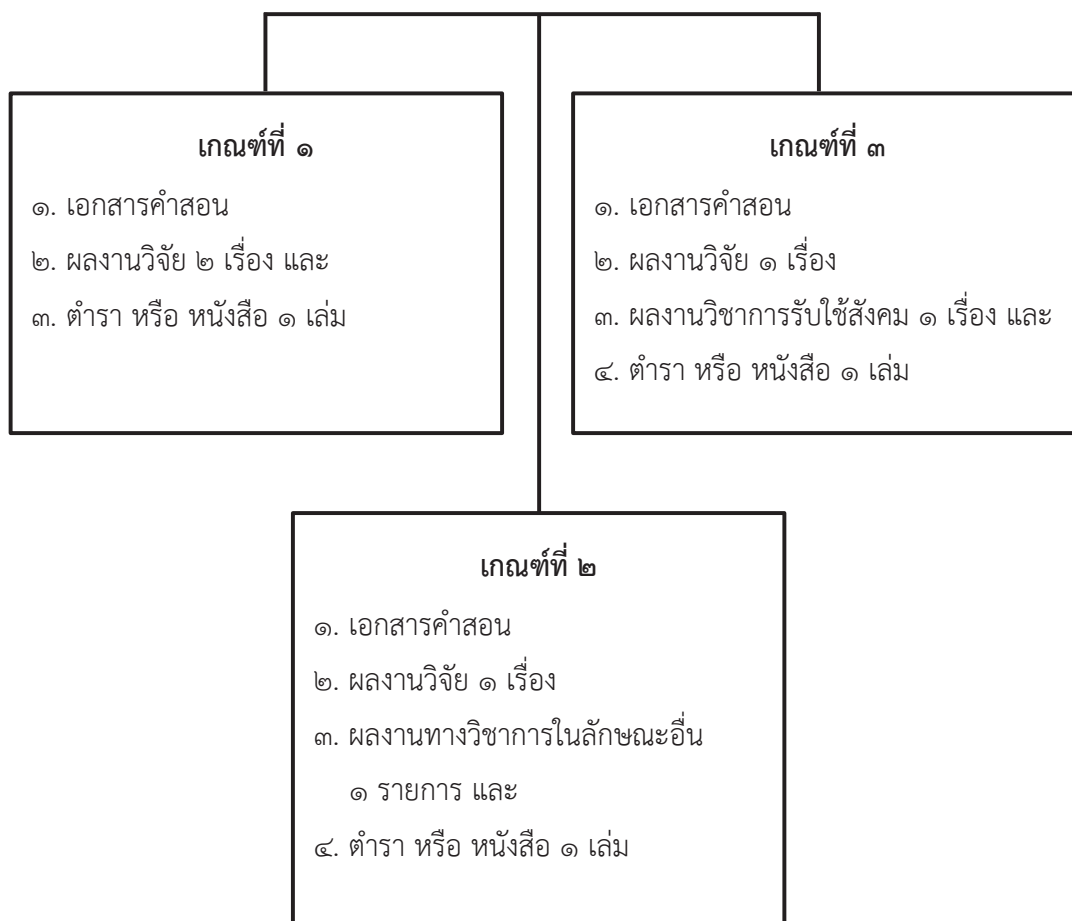 เกณฑ์ที่ ๑
๑. เอกสารคำสอน
๒. ผลงานวิจัย ๒ เรื่อง และ
๓. ตำรา หรือ หนังสือ ๑ เล่ม
เกณฑ์ที่ ๓
๑. เอกสารคำสอน
๒. ผลงานวิจัย ๑ เรื่อง
๓. ผลงานวิชาการรับใช้สังคม ๑ เรื่อง และ
๔. ตำรา หรือ หนังสือ ๑ เล่ม
เกณฑ์ที่ ๒
๑. เอกสารคำสอน
๒. ผลงานวิจัย ๑ เรื่อง
๓. ผลงานทางวิชาการในลักษณะอื่น
๑ รายการ และ
๔. ตำรา หรือ หนังสือ ๑ เล่ม